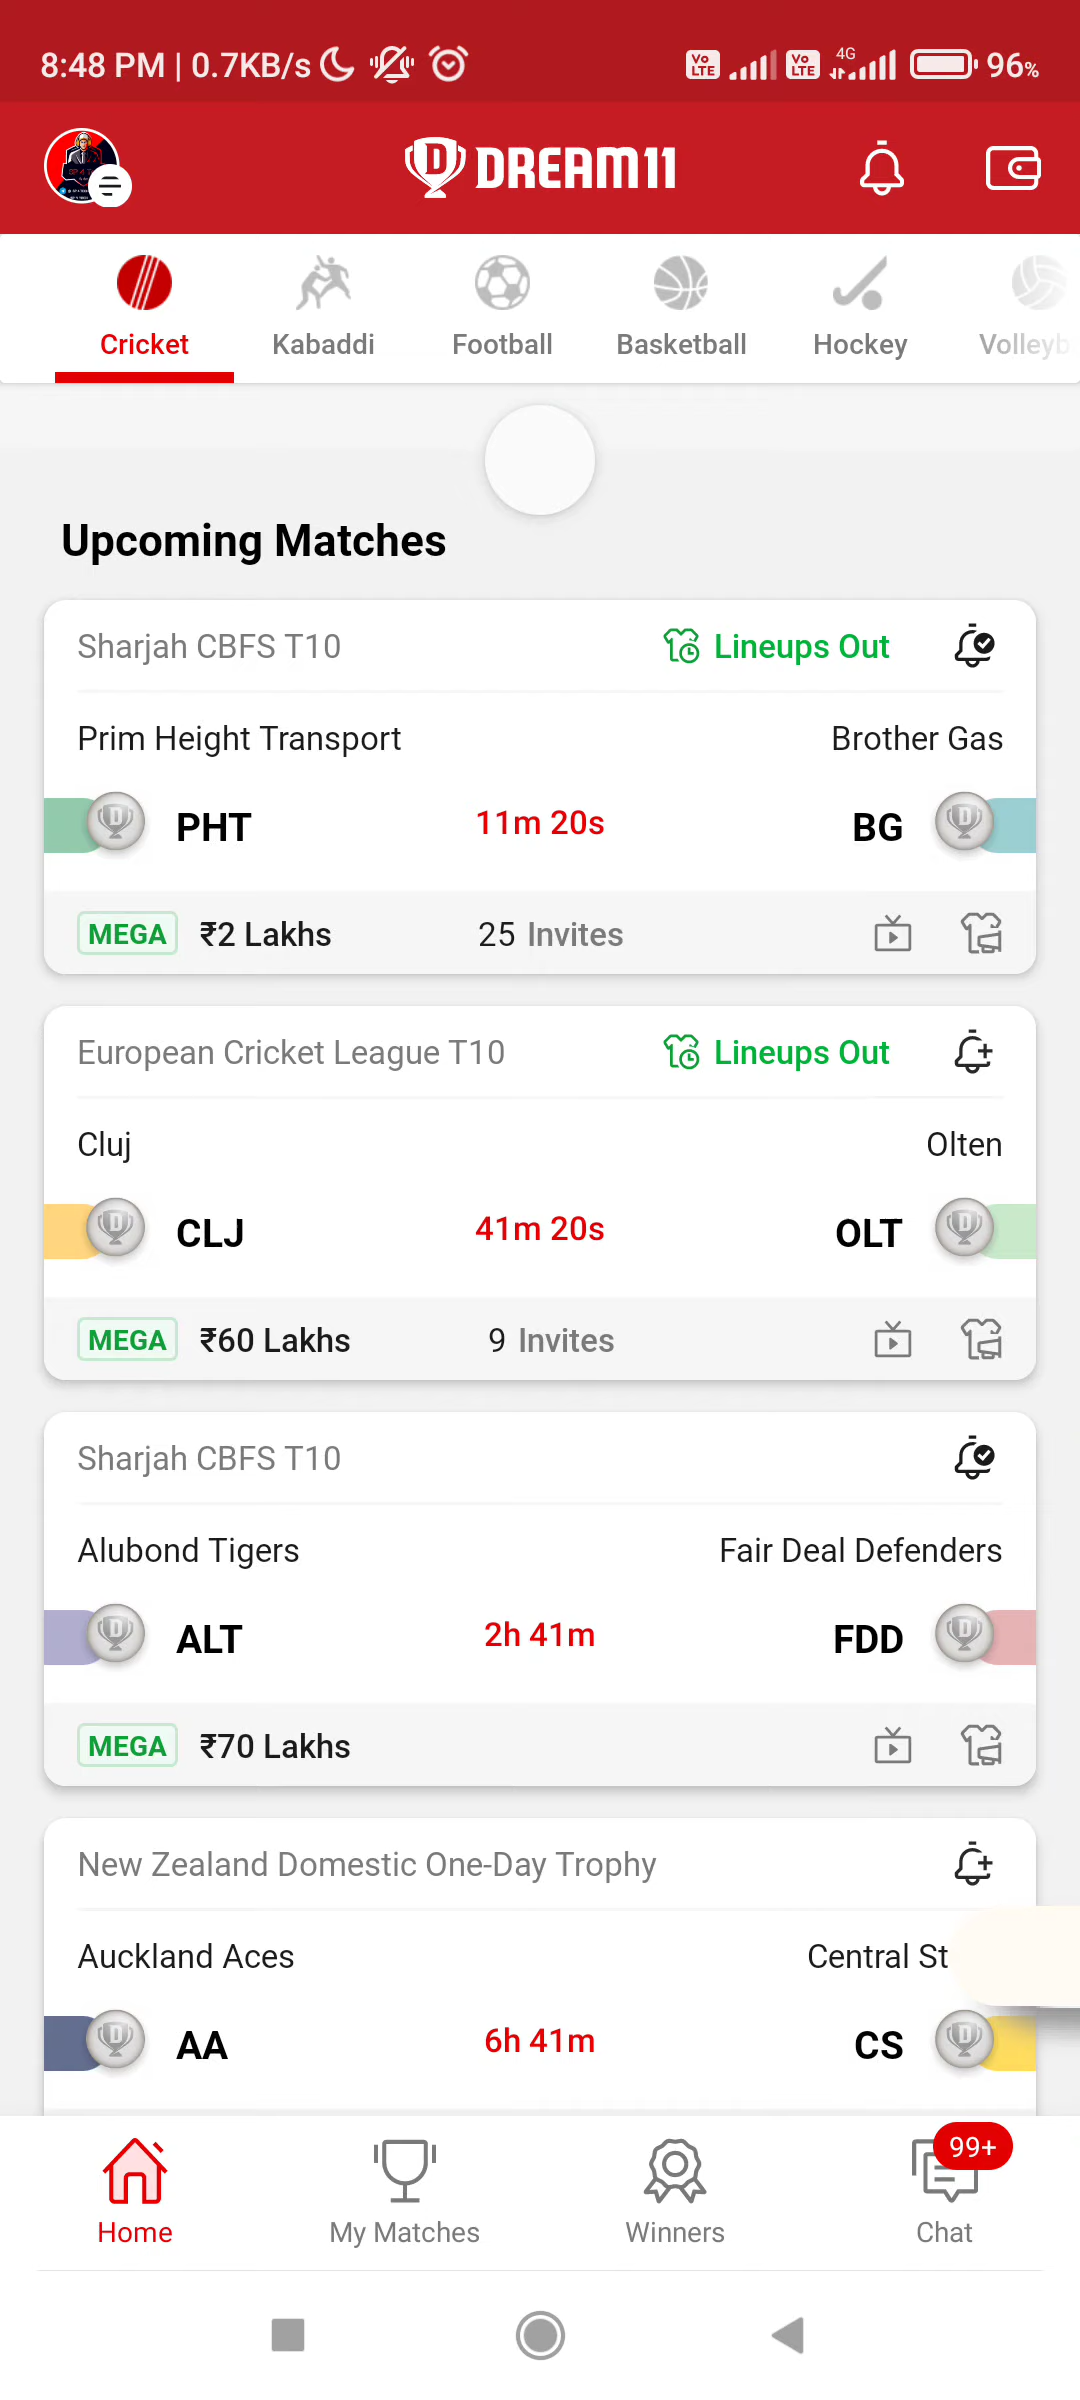 8:48 PM | 0.7KB/s VoLTE VoLTE 4G 96%
DREAM11
Cricket Kabaddi Football Basketball Hockey Volleyb
Upcoming Matches
Sharjah CBFS T10 Lineups Out
Prim Height Transport Brother Gas
PHT 11m 20s BG
MEGA ₹2 Lakhs 25 Invites
European Cricket League T10 Lineups Out
Cluj Olten
CLJ 41m 20s OLT
MEGA ₹60 Lakhs 9 Invites
Sharjah CBFS T10
Alubond Tigers Fair Deal Defenders
ALT 2h 41m FDD
MEGA ₹70 Lakhs
New Zealand Domestic One-Day Trophy
Auckland Aces Central St
AA 6h 41m CS
99+
Home My Matches Winners Chat